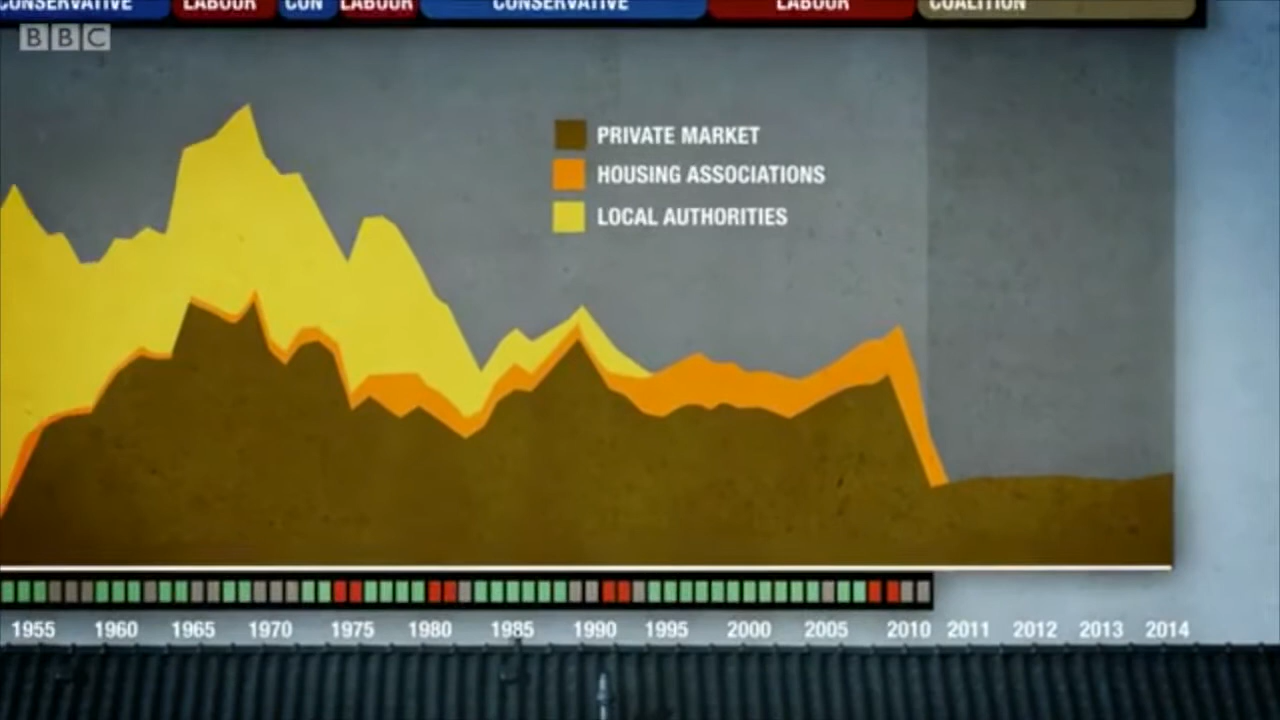 CONSERVATIVE LABOUR CON LABOUR CONSERVATIVE LABOUR COALITION
BBC
PRIVATE MARKET
HOUSING ASSOCIATIONS
LOCAL AUTHORITIES
1955 1960 1965 1970 1975 1980 1985 1990 1995 2000 2005 2010 2011 2012 2013 2014